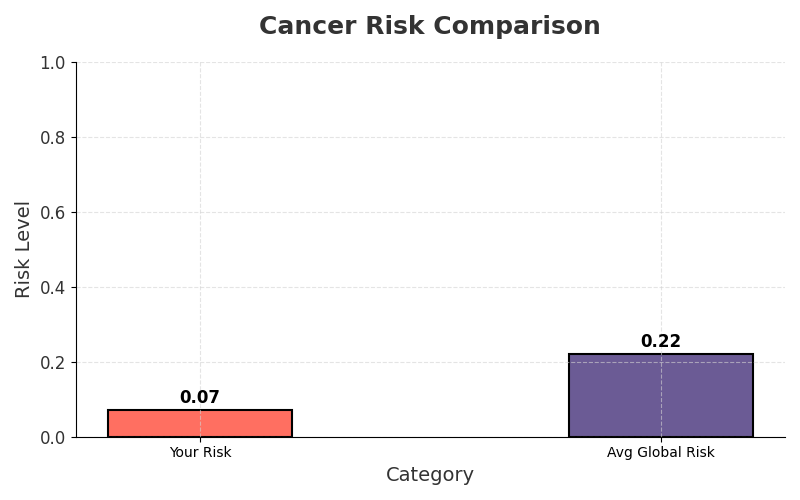 Cancer Risk Comparison
Risk Level
1.0
0.8
0.6
0.4
0.2
0.0
0.07
0.22
Your Risk
Avg Global Risk
Category